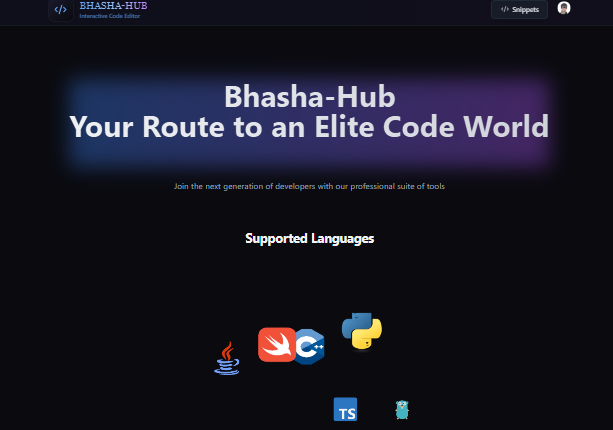 BHASHA-HUB
Interactive Code Editor
</> Snippets
Bhasha-Hub
Your Route to an Elite Code World
Join the next generation of developers with our professional suite of tools
Supported Languages
C++
TS